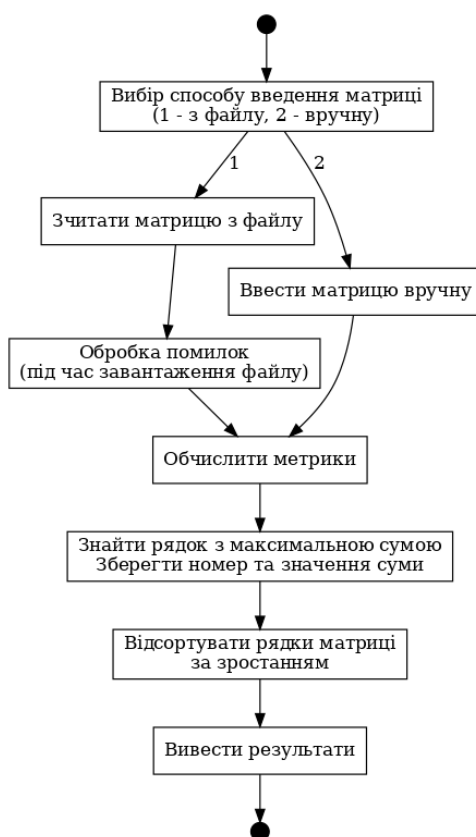 Вибір способу введення матриці
(1 - з файлу, 2 - вручну)
1
2
Зчитати матрицю з файлу
Ввести матрицю вручну
Обробка помилок
(під час завантаження файлу)
Обчислити метрики
Знайти рядок з максимальною сумою
Зберегти номер та значення суми
Відсортувати рядки матриці
за зростанням
Вивести результати